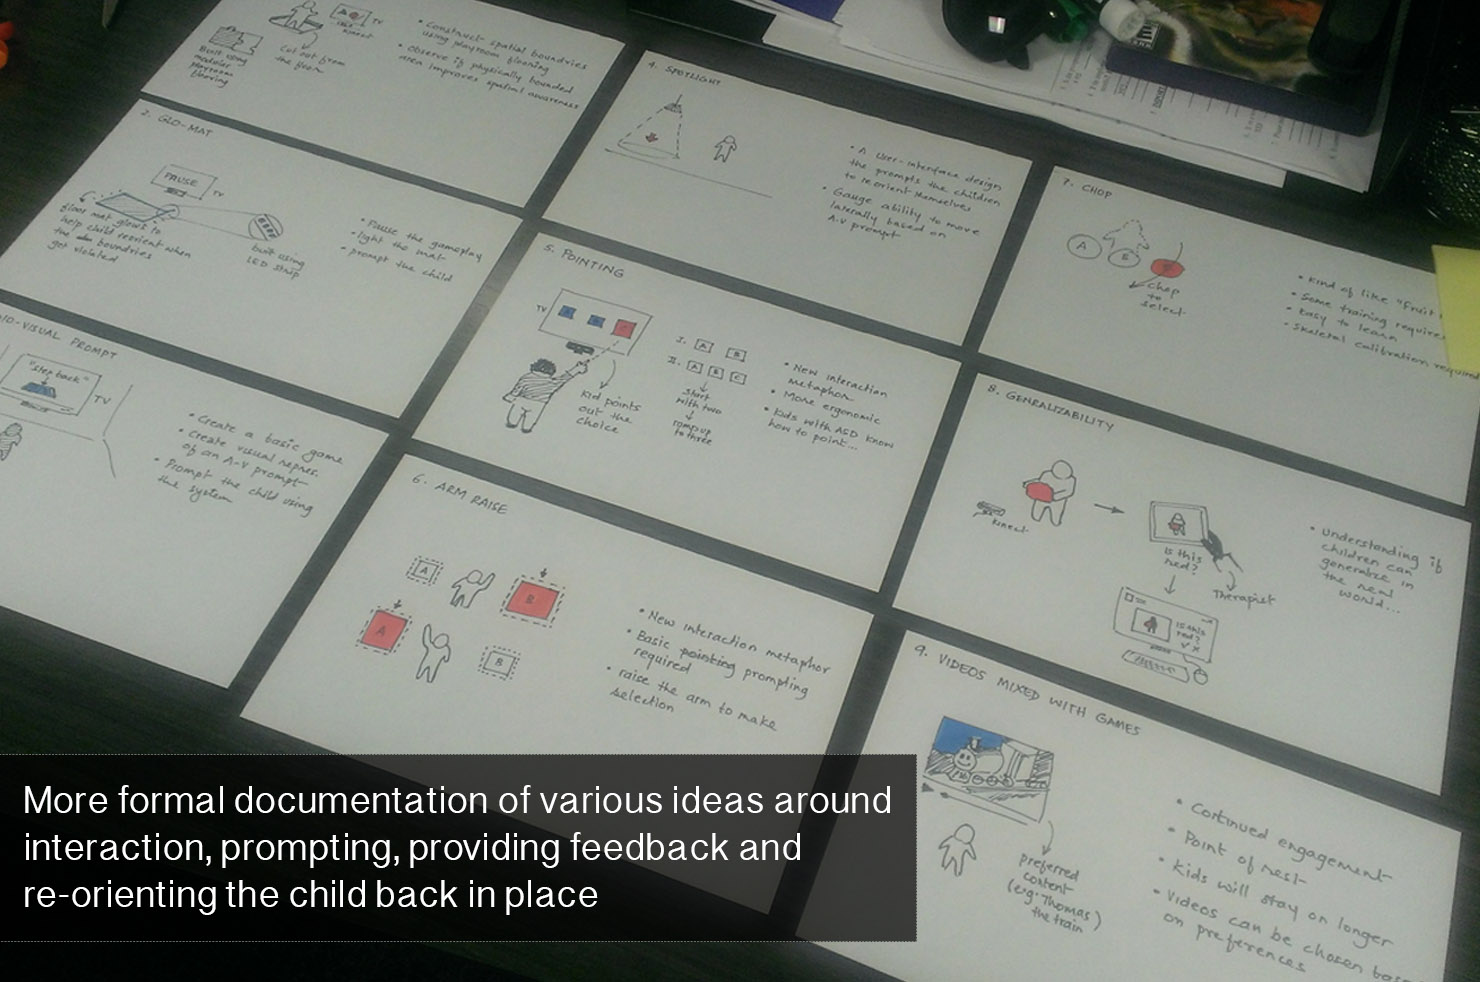 TV
Kinect
Built using
modular
playroom
flooring
Cut out from
the floor
• Construct spatial boundries
using playroom flooring
• Observe if physically bounded
area improves spatial awareness
2. GLO-MAT
PAUSE
TV
floor mat glows to
help child reorient when
the boundries
get violated
built using
LED strip
• Pause the gameplay
• light the mat
• prompt the child
IO-VISUAL PROMPT
"step back"
TV
• Create a basic game
• Create visual repres.
of an A-V prompt
• Prompt the child using
the system
4. SPOTLIGHT
• A user-interface design
the prompts the children
to reorient themselves
• Gauge ability to move
laterally based on
A-V prompt
5. POINTING
TV
Kid points
out the
choice
I. A B
II. A B C
start
with two
ramp up
to three
• New interaction
metaphor
• More ergonomic
• Kids with ASD know
how to point...
6. ARM RAISE
A
B
A
B
• New interaction metaphor
• Basic pointing prompting
required
• raise the arm to make
selection
7. CHOP
A
B
chop
to
select
• Kind of like "Fruit
• Some training require
• Easy to learn
• Skeletal calibration required
8. GENERALIZABILITY
Kinect
Is this
red?
Therapist
Is this
red?
• Understanding if
children can
generalize in
the real
world...
9. VIDEOS MIXED WITH GAMES
preferred
content
(e.g. Thomas
the train)
• Continued engagement
• Point of rest
• Kids will stay on longer
• Videos can be chosen base
on preferences
More formal documentation of various ideas around
interaction, prompting, providing feedback and
re-orienting the child back in place